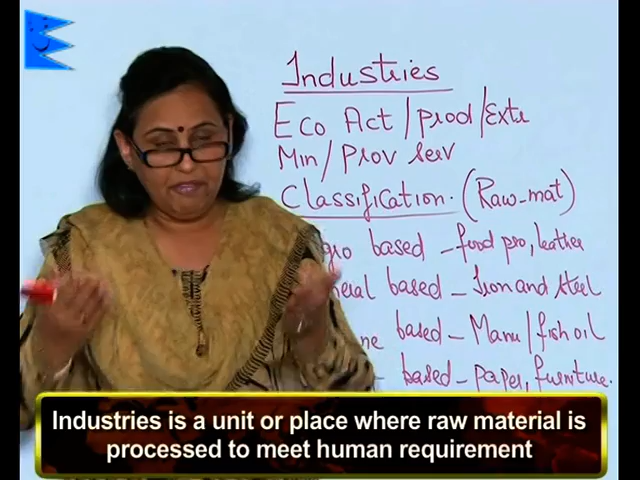 Industries
Eco Act/prod/Extr
Min/Prov serv
Classification. (Raw-mat)
based - food pro, leather
based - Iron and steel
based - Manu/fish oil
based - paper, furniture.
Industries is a unit or place where raw material is
processed to meet human requirement